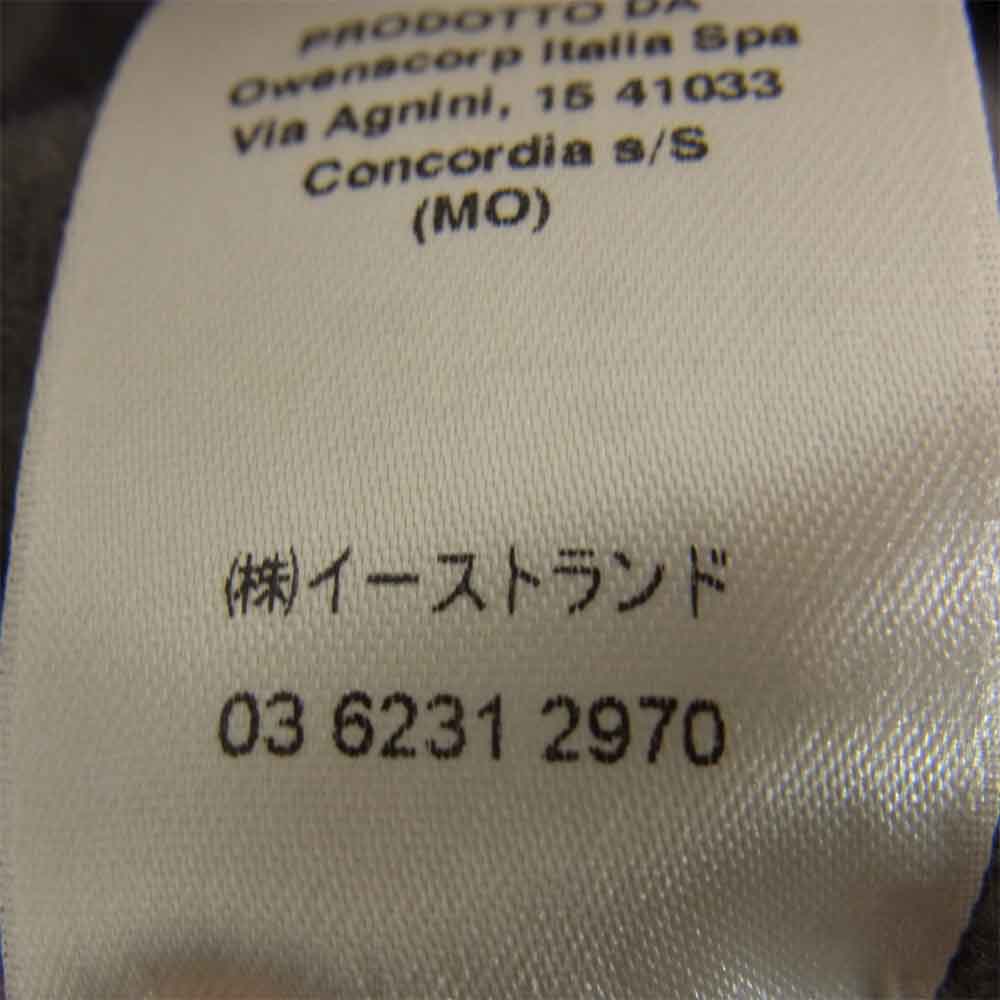 PRODOTTO DA
Owenscorp Italia Spa
Via Agnini, 15 41033
Concordia s/S
(MO)
(株)イーストランド
03 6231 2970